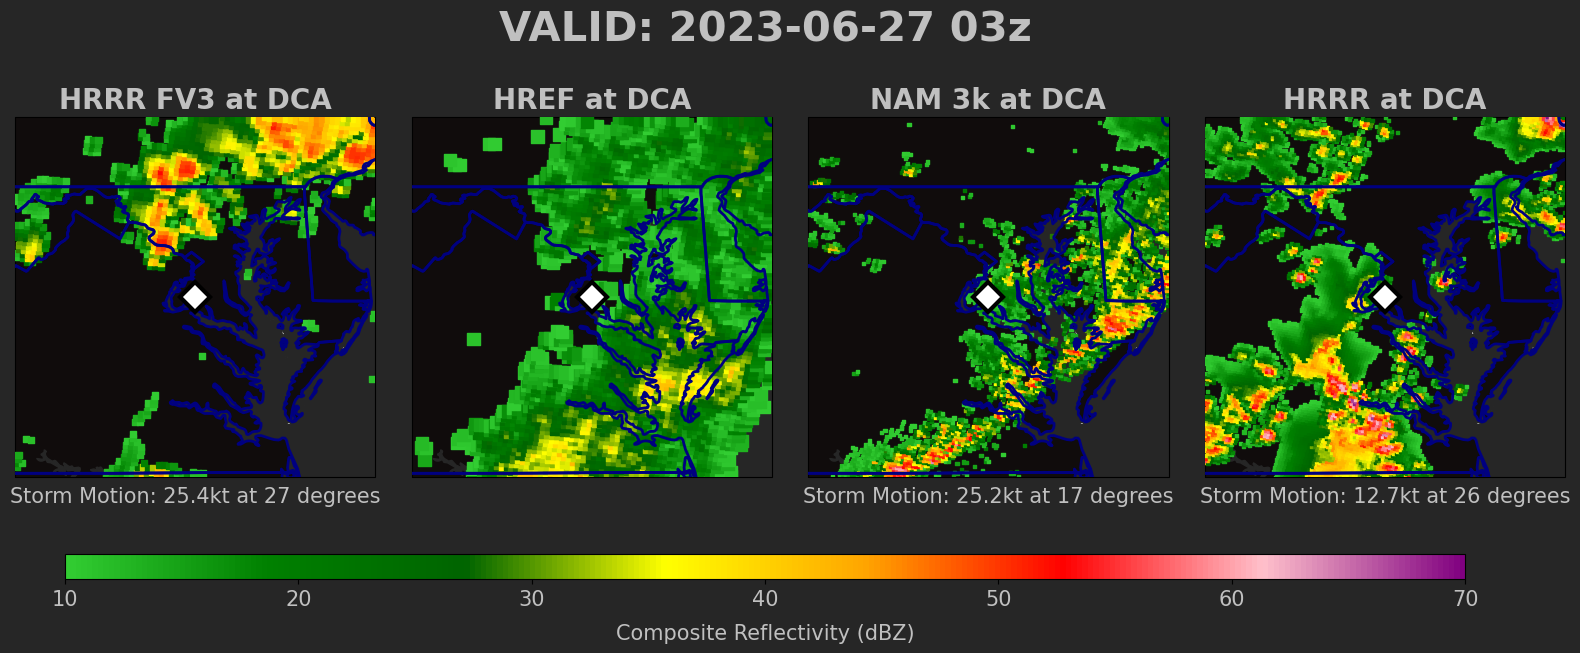 VALID: 2023-06-27 03z
HRRR FV3 at DCA
HREF at DCA
NAM 3k at DCA
HRRR at DCA
Storm Motion: 25.4kt at 27 degrees
Storm Motion: 25.2kt at 17 degrees
Storm Motion: 12.7kt at 26 degrees
10 20 30 40 50 60 70
Composite Reflectivity (dBZ)